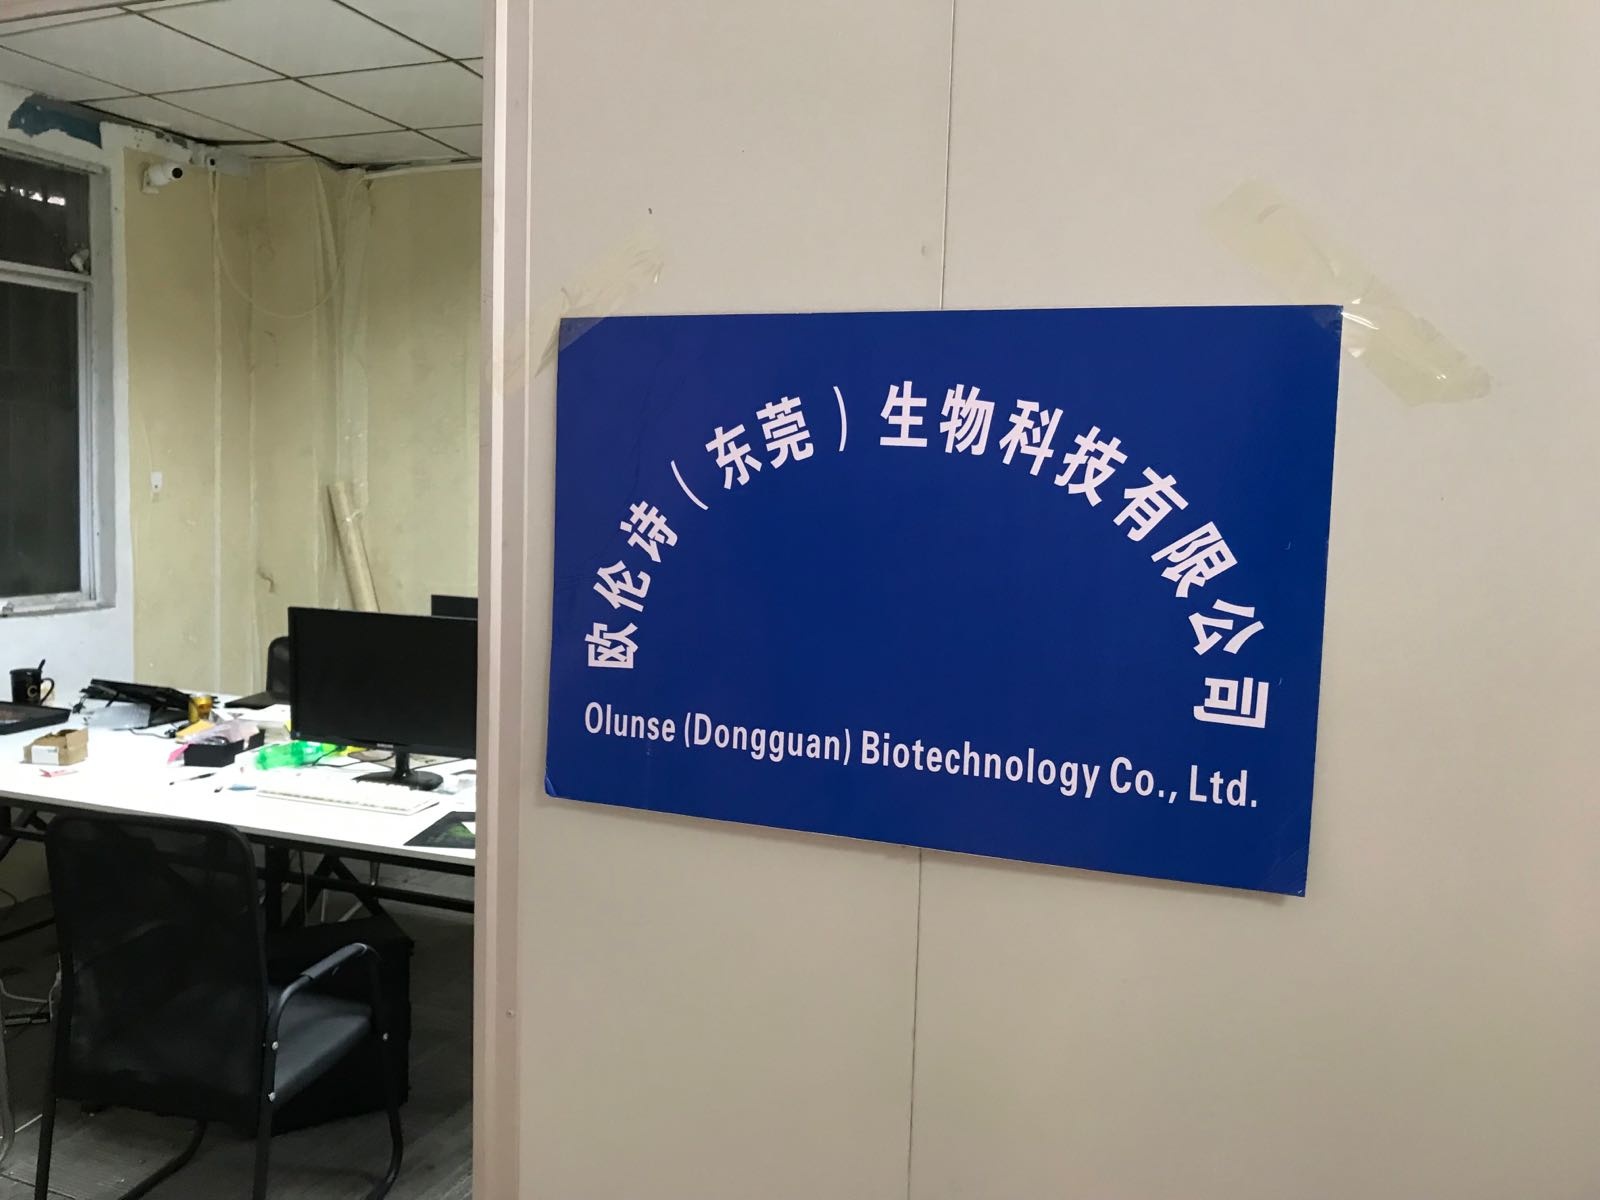 欧伦诗（东莞）生物科技有限公司
Olunse (Dongguan) Biotechnology Co., Ltd.